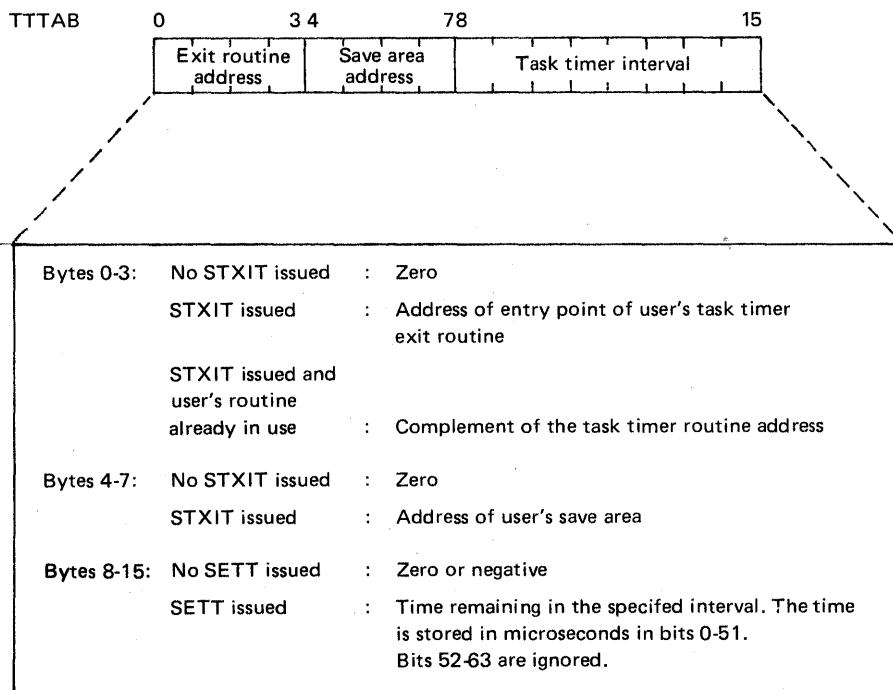 TTTAB 0 3 4 7 8 15
Exit routine address
Save area address
Task timer interval
Bytes 0-3: No STXIT issued : Zero
STXIT issued : Address of entry point of user's task timer
exit routine
STXIT issued and
user's routine
already in use : Complement of the task timer routine address
Bytes 4-7: No STXIT issued : Zero
STXIT issued : Address of user's save area
Bytes 8-15: No SETT issued : Zero or negative
SETT issued : Time remaining in the specifed interval. The time
is stored in microseconds in bits 0-51.
Bits 52-63 are ignored.